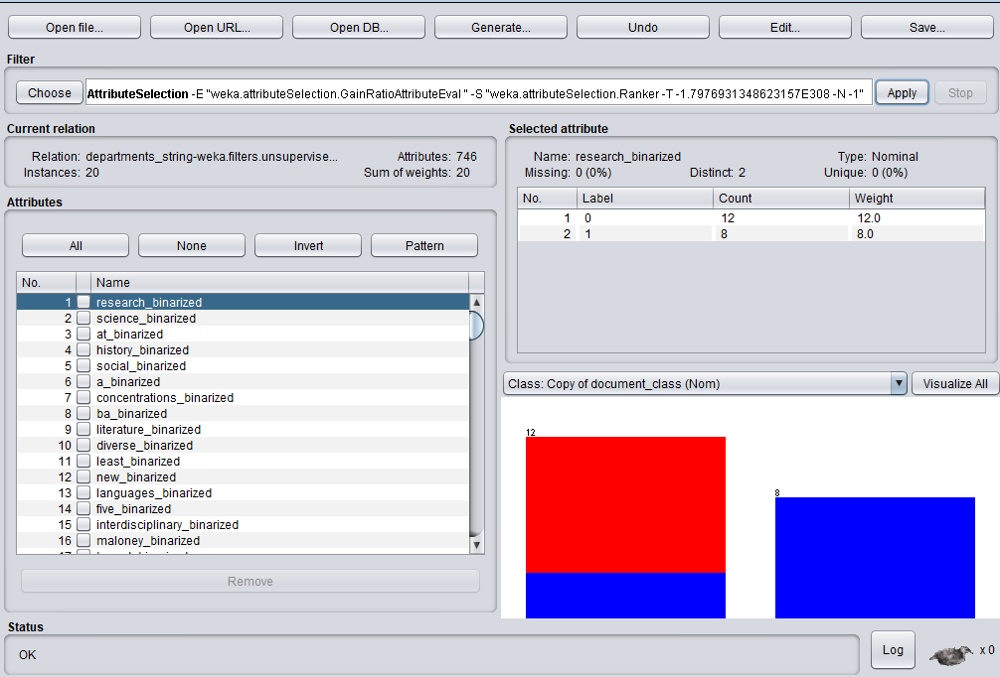 Open file... Open URL... Open DB... Generate... Undo Edit... Save...
Filter
Choose AttributeSelection -E "weka.attributeSelection.GainRatioAttributeEval " -S "weka.attributeSelection.Ranker -T -1.7976931348623157E308 -N -1" Apply Stop
Current relation
Relation: departments_string-weka.filters.unsupervise... Attributes: 746
Instances: 20 Sum of weights: 20
Attributes
All None Invert Pattern
No. Name
1 research_binarized
2 science_binarized
3 at_binarized
4 history_binarized
5 social_binarized
6 a_binarized
7 concentrations_binarized
8 ba_binarized
9 literature_binarized
10 diverse_binarized
11 least_binarized
12 new_binarized
13 languages_binarized
14 five_binarized
15 interdisciplinary_binarized
16 maloney_binarized
Remove
Selected attribute
Name: research_binarized Type: Nominal
Missing: 0 (0%) Distinct: 2 Unique: 0 (0%)
No. Label Count Weight
1 0 12 12.0
2 1 8 8.0
Class: Copy of document_class (Nom) Visualize All
12
8
Status
OK
Log x 0